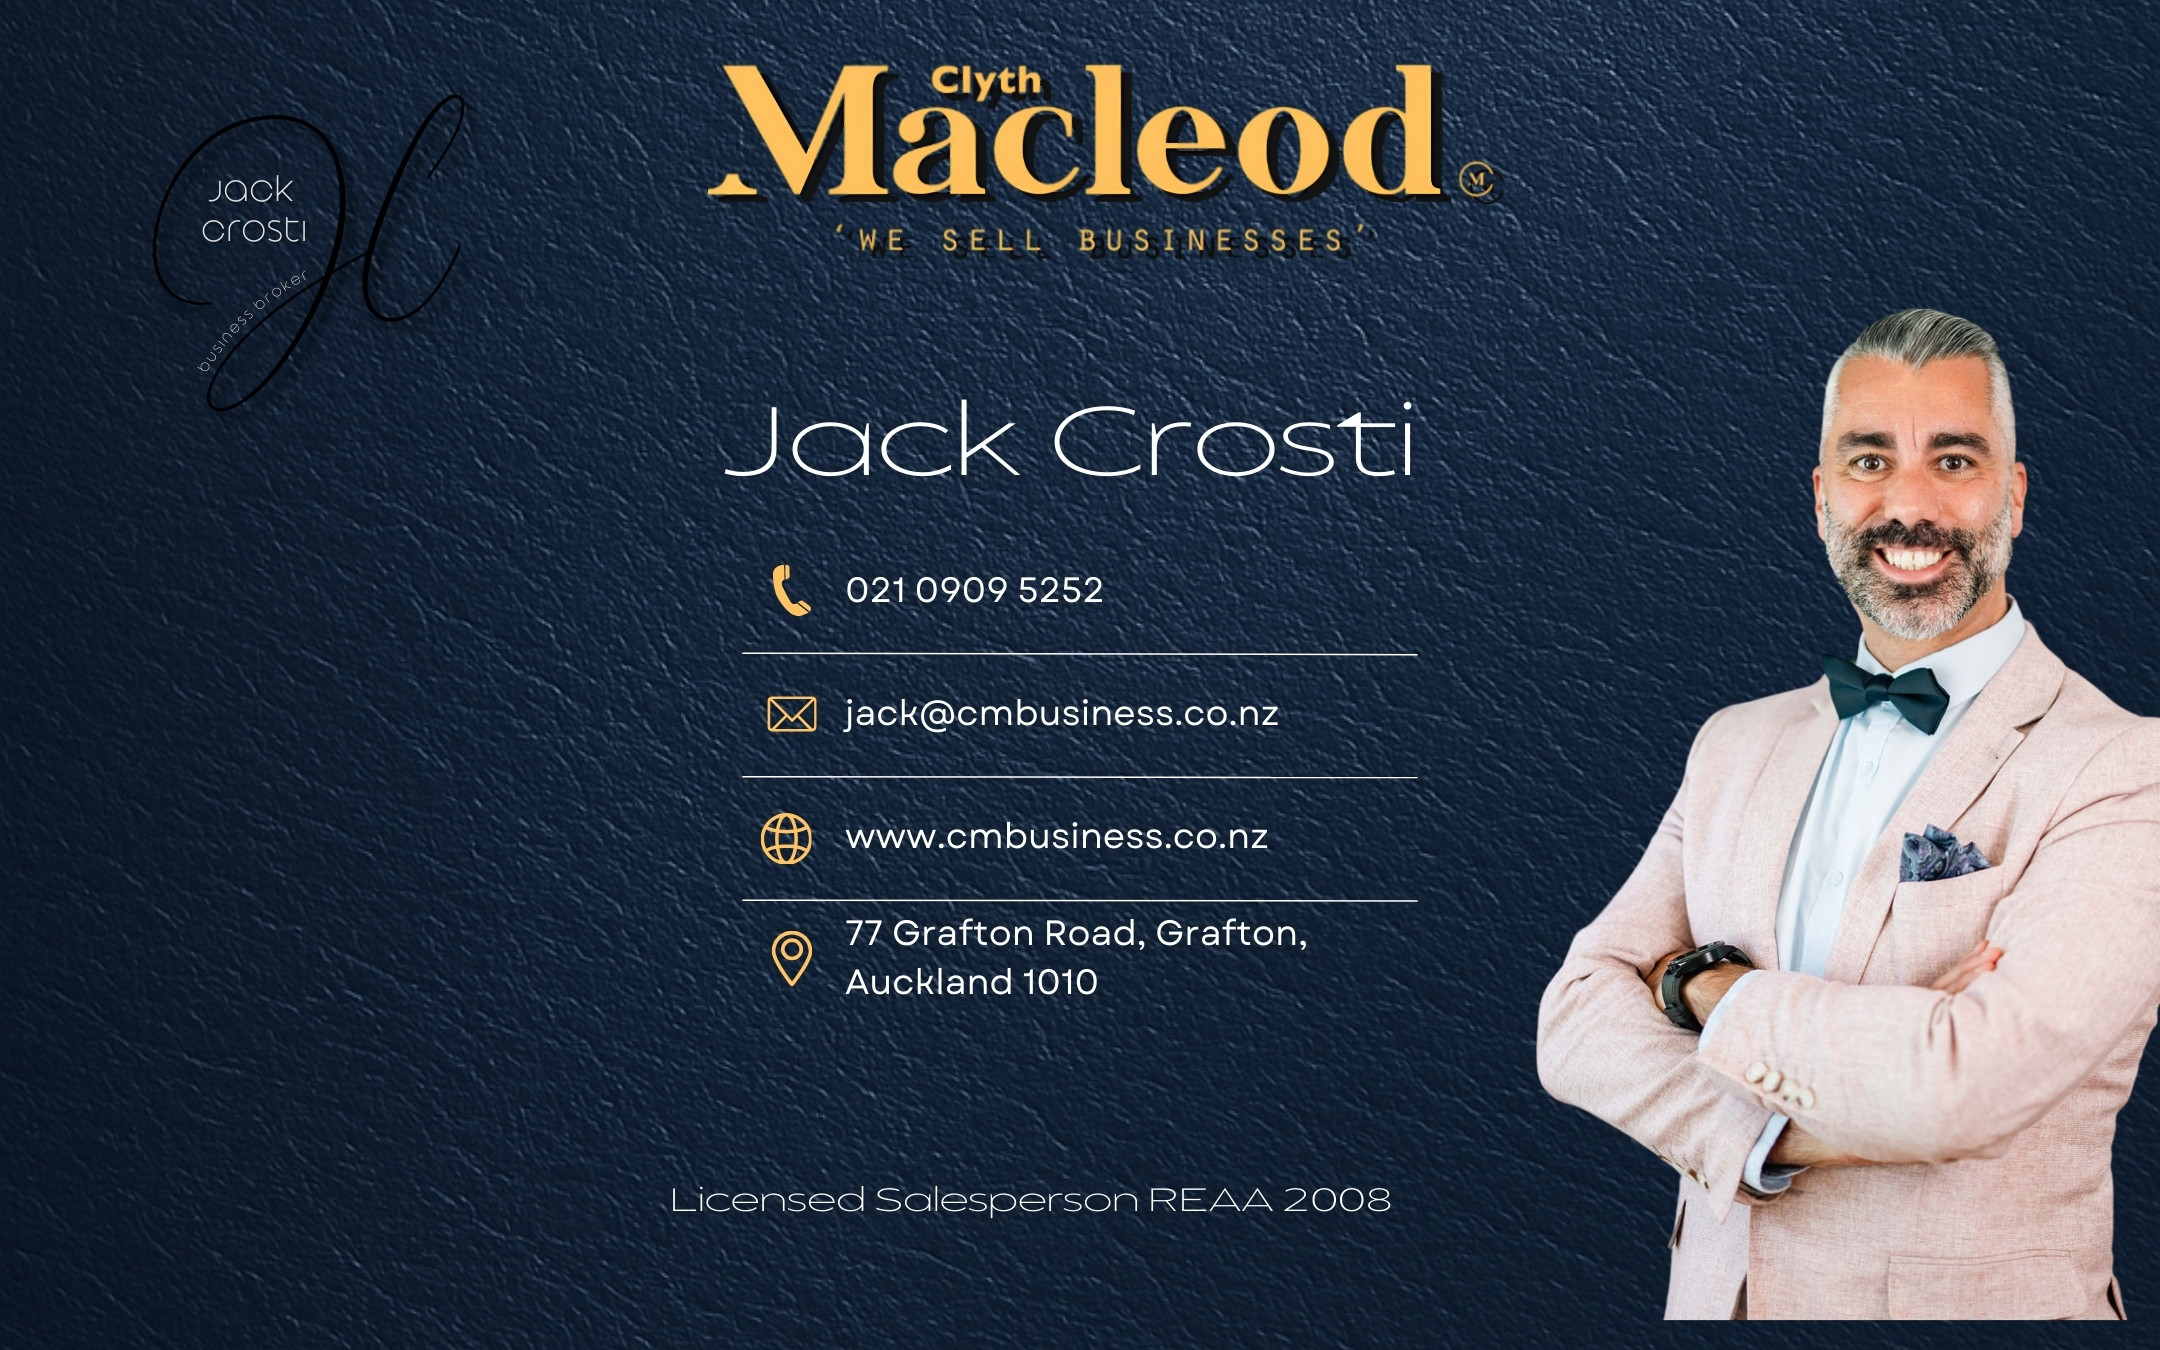 Clyth
Macleod
'WE SELL BUSINESSES'
Jack
crosti
business broker
Jack Crosti
021 0909 5252
jack@cmbusiness.co.nz
www.cmbusiness.co.nz
77 Grafton Road, Grafton,
Auckland 1010
Licensed Salesperson REAA 2008